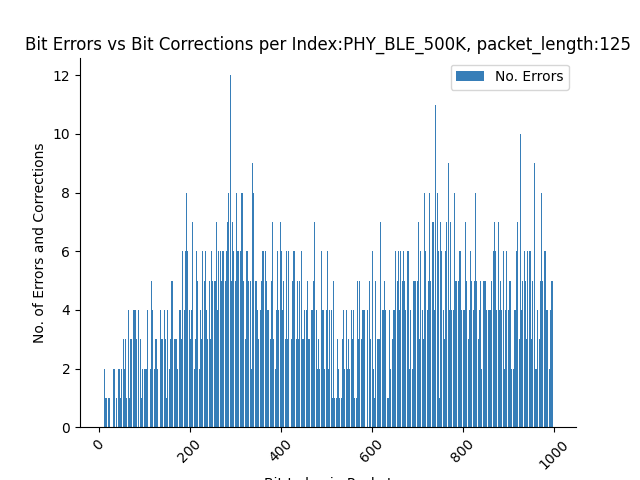 Bit Errors vs Bit Corrections per Index:PHY_BLE_500K, packet_length:125
No. Errors
No. of Errors and Corrections
12
10
8
6
4
2
0
0 200 400 600 800 1000